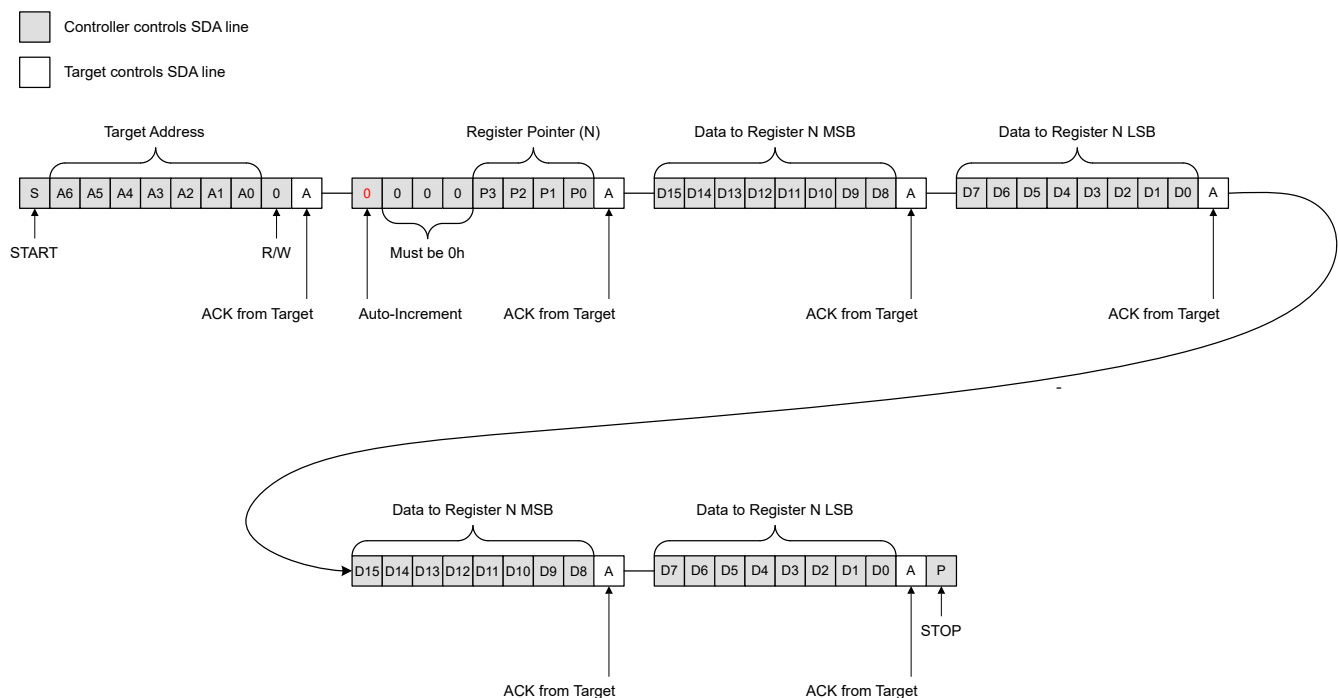 Controller controls SDA line
Target controls SDA line
Target Address
Register Pointer (N)
Data to Register N MSB
Data to Register N LSB
S A6 A5 A4 A3 A2 A1 A0 0 A 0 0 0 0 P3 P2 P1 P0 A D15 D14 D13 D12 D11 D10 D9 D8 A D7 D6 D5 D4 D3 D2 D1 D0 A
START
R/W
Must be 0h
ACK from Target
Auto-Increment
ACK from Target
ACK from Target
ACK from Target
-
Data to Register N MSB
Data to Register N LSB
D15 D14 D13 D12 D11 D10 D9 D8 A D7 D6 D5 D4 D3 D2 D1 D0 A P
STOP
ACK from Target
ACK from Target